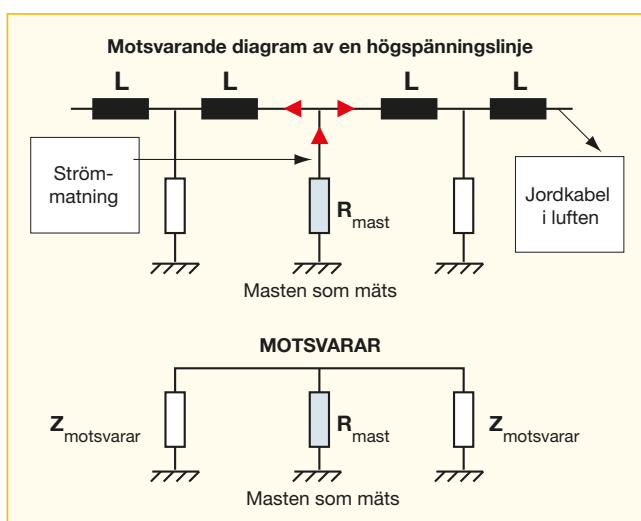 Motsvarande diagram av en högspänningslinje
L L L L
Ström-
matning
R mast
Jordkabel
i luften
Masten som mäts
MOTSVARAR
Z motsvarar
R mast
Z motsvarar
Masten som mäts